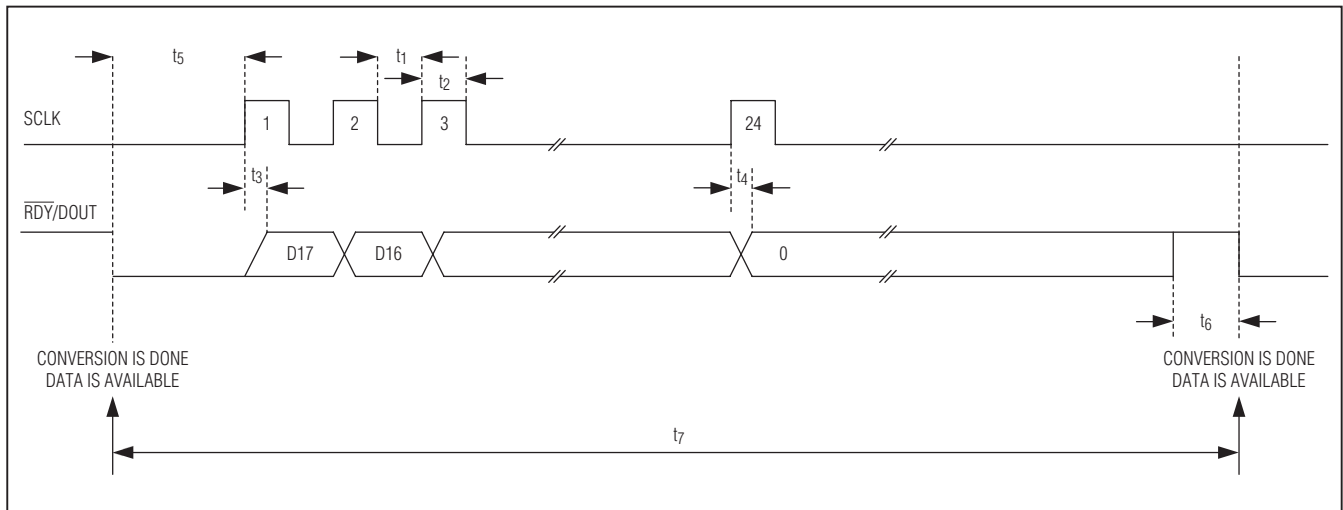 t5
t1
t2
SCLK
1
2
3
24
t3
t4
RDY/DOUT
D17
D16
0
t6
CONVERSION IS DONE
DATA IS AVAILABLE
CONVERSION IS DONE
DATA IS AVAILABLE
t7